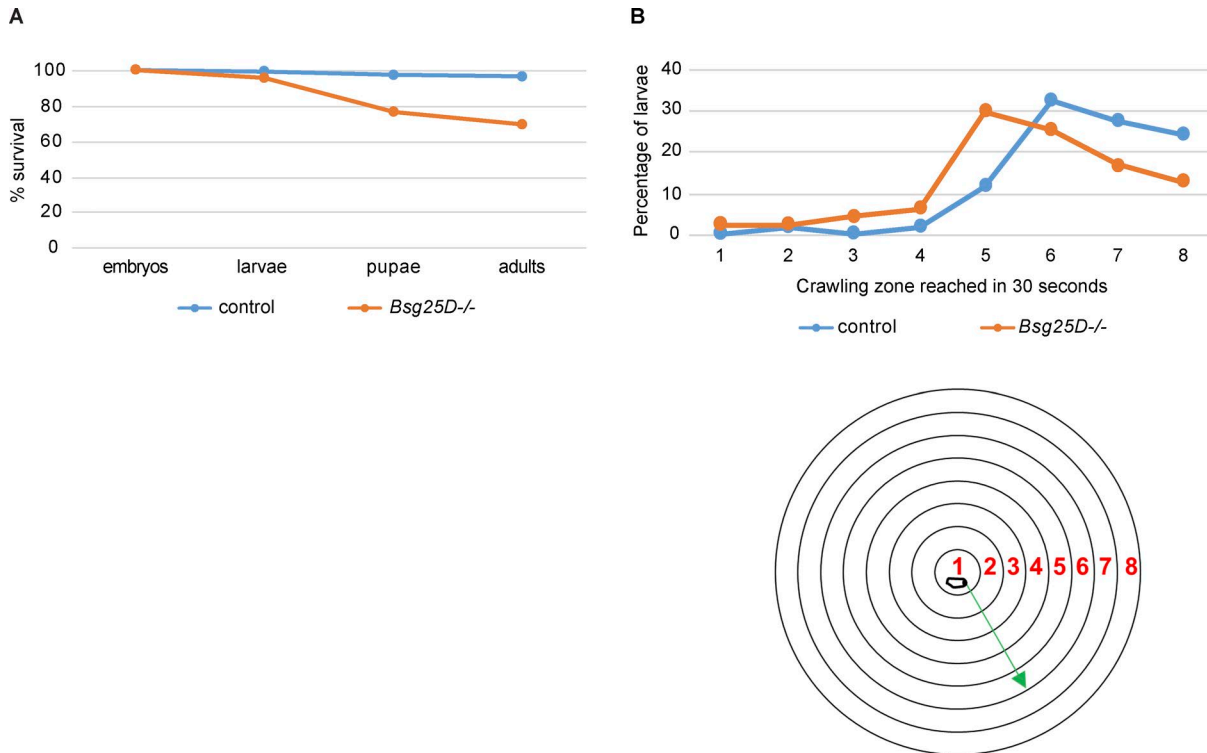 A
% survival
100
80
60
40
20
0
embryos larvae pupae adults
control Bsg25D-/-
B
Percentage of larvae
40
30
20
10
0
1 2 3 4 5 6 7 8
Crawling zone reached in 30 seconds
control Bsg25D-/-
1 2 3 4 5 6 7 8